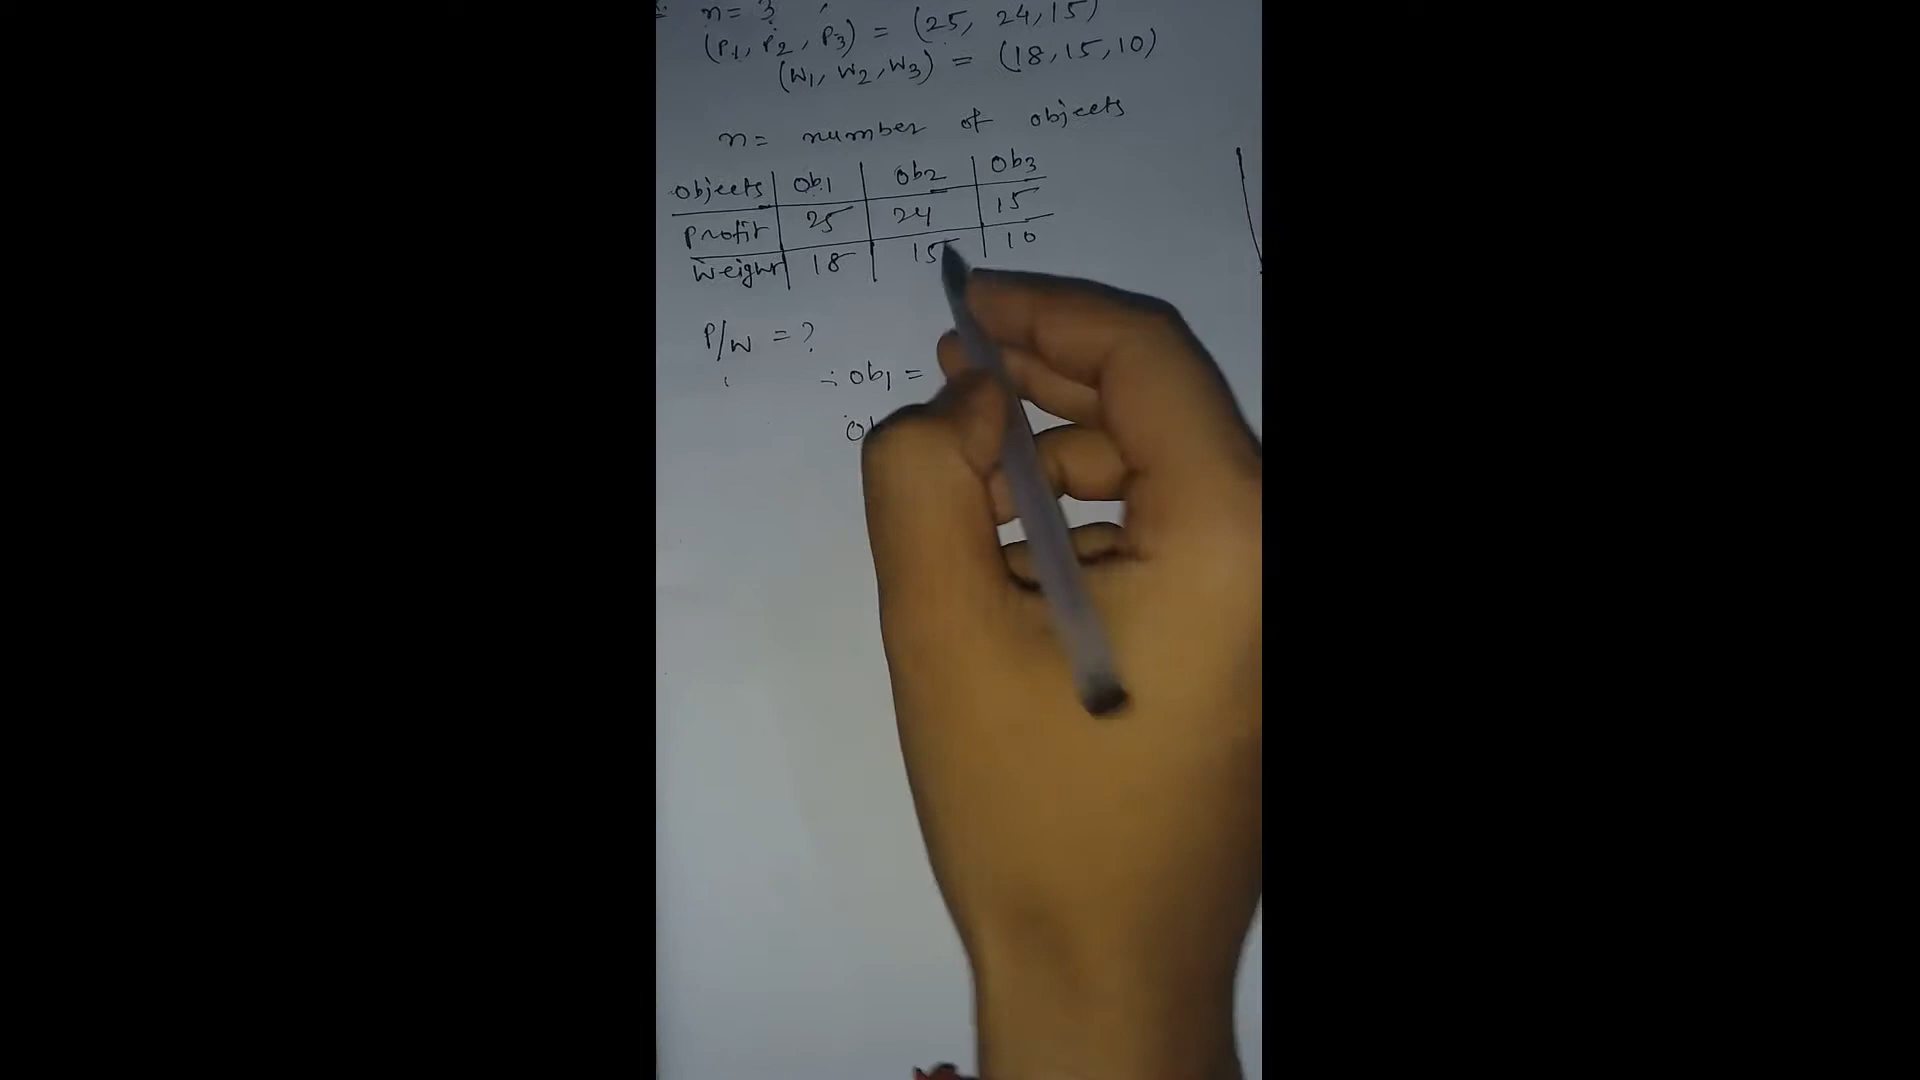 n= 3
(P1, P2, P3) = (25, 24, 15)
(W1, W2, W3) = (18, 15, 10)
n= number of objects
objects ob1 ob2 ob3
profit 25 24 15
weight 18 15 10
P/W = ?
ob1 =